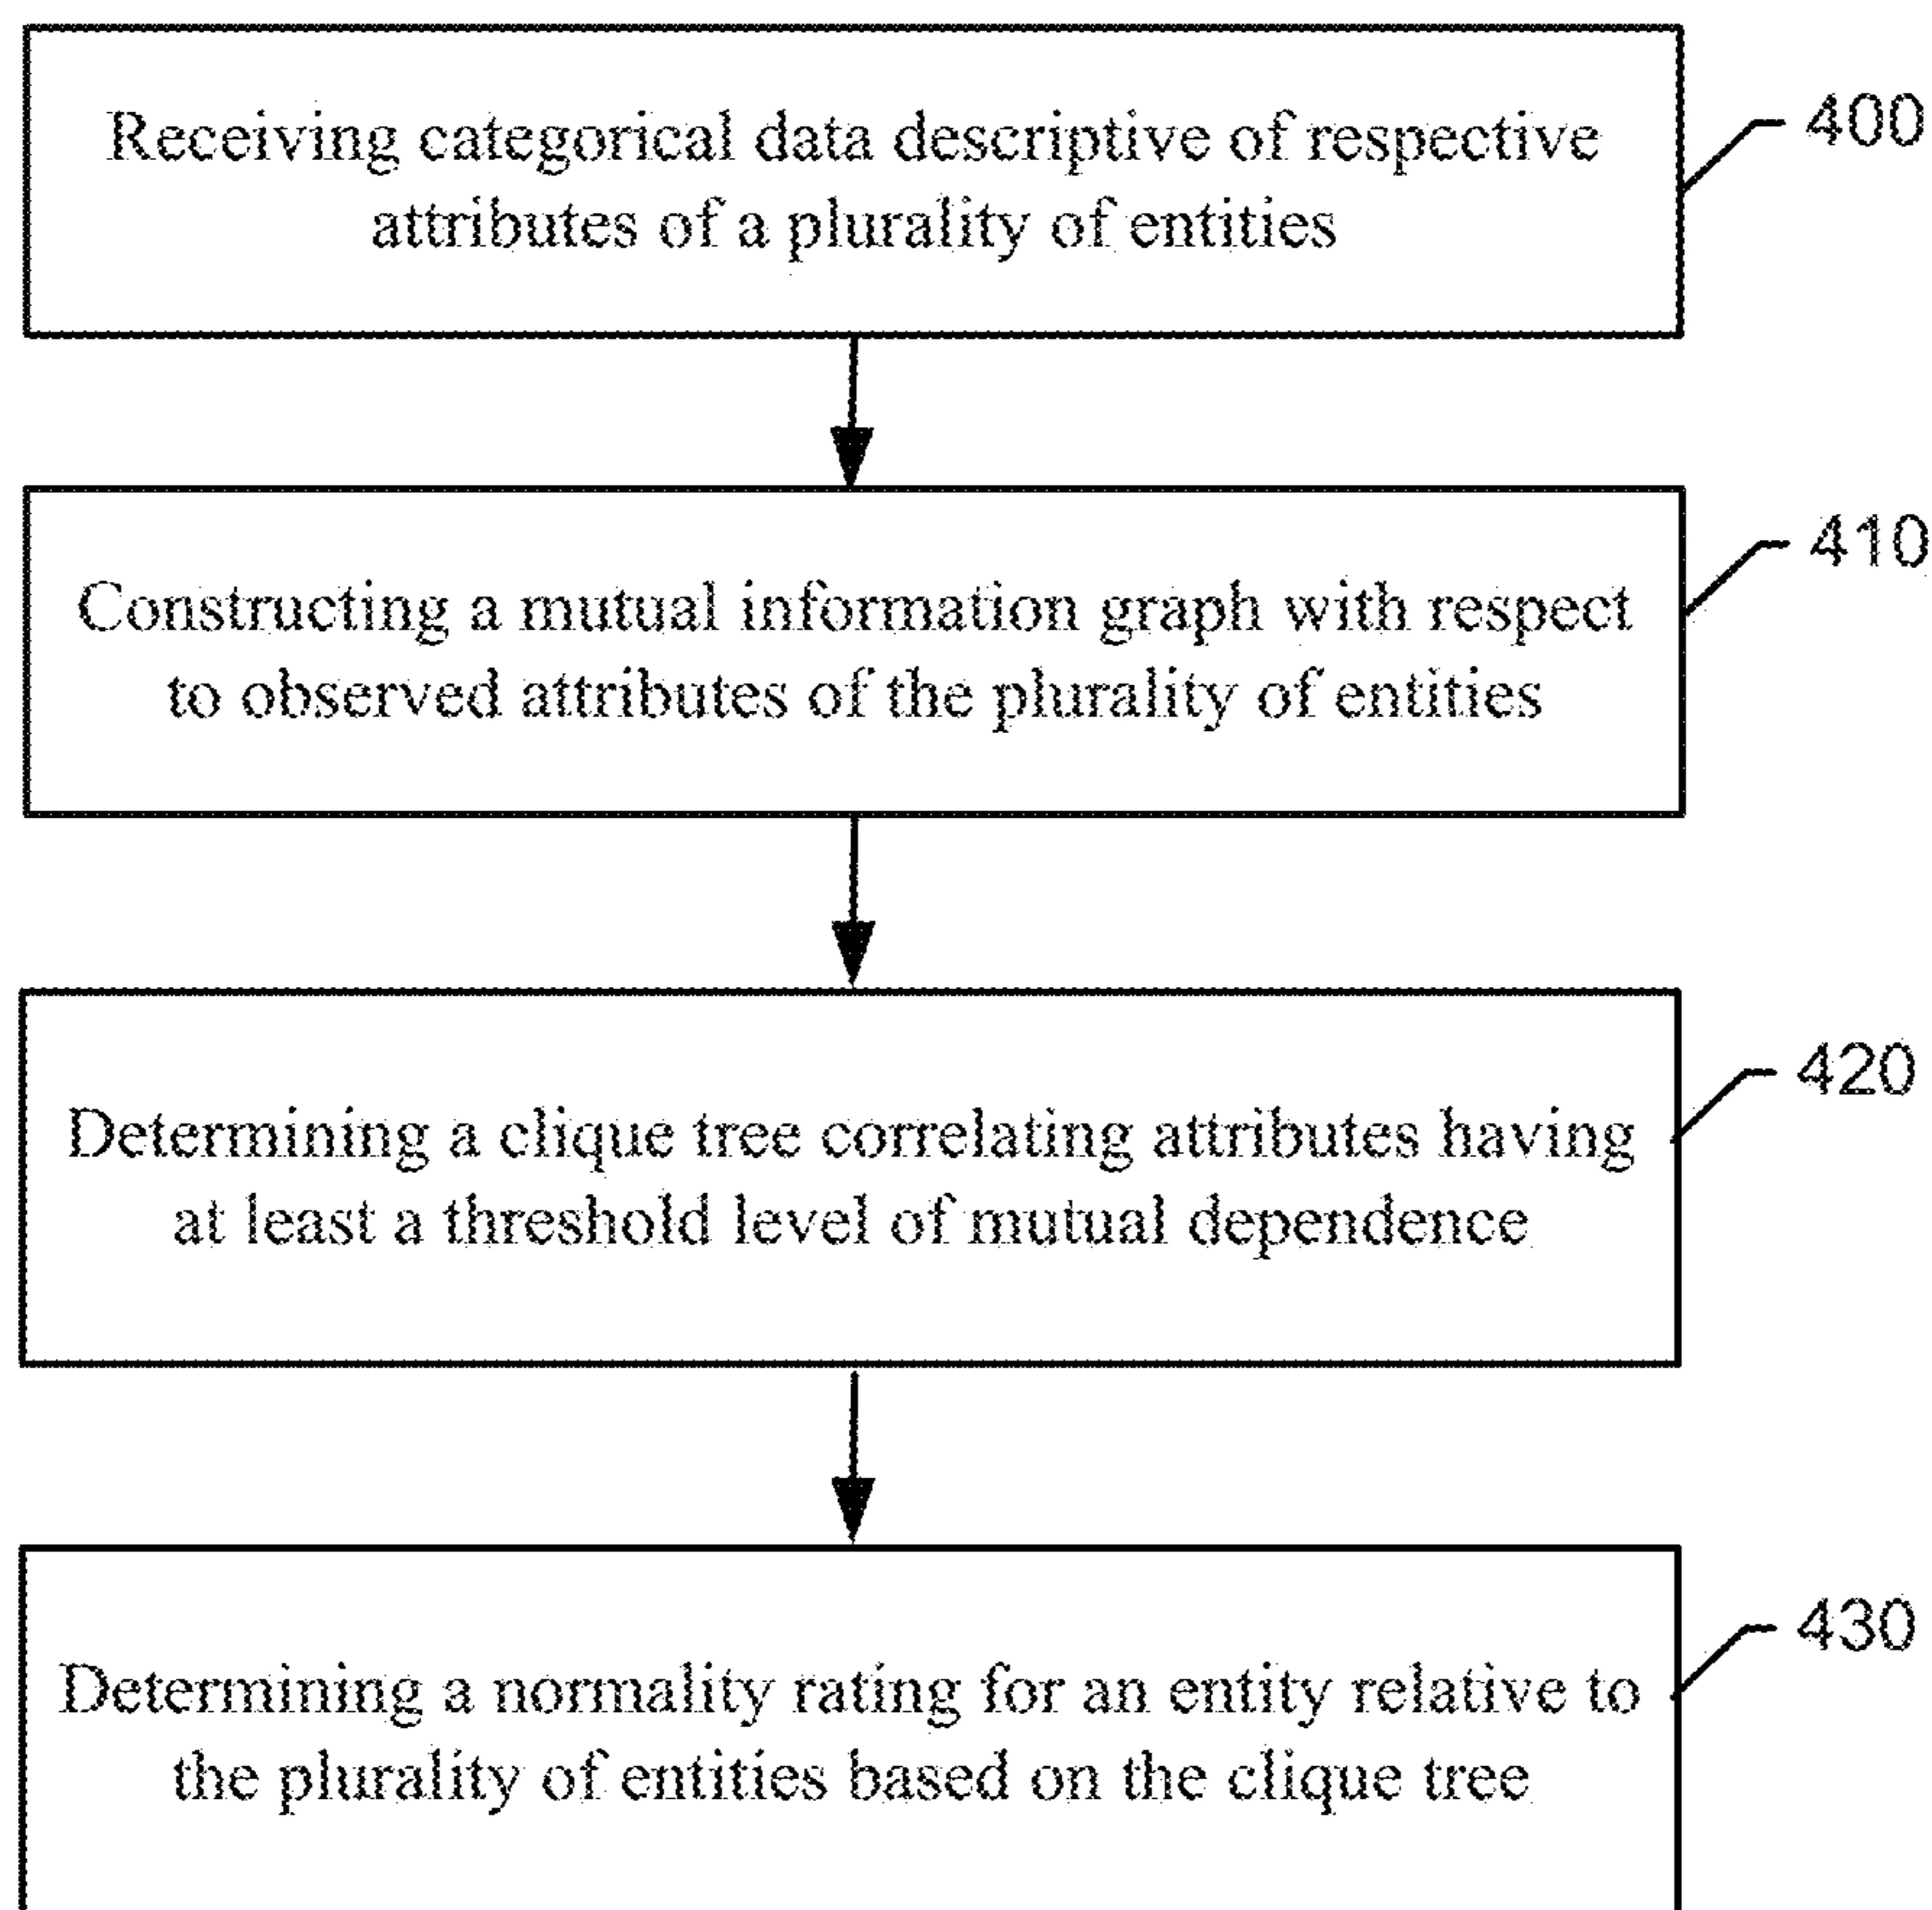 Receiving categorical data descriptive of respective
attributes of a plurality of entities
400
Constructing a mutual information graph with respect
to observed attributes of the plurality of entities
410
Determining a clique tree correlating attributes having
at least a threshold level of mutual dependence
420
Determining a normality rating for an entity relative to
the plurality of entities based on the clique tree
430